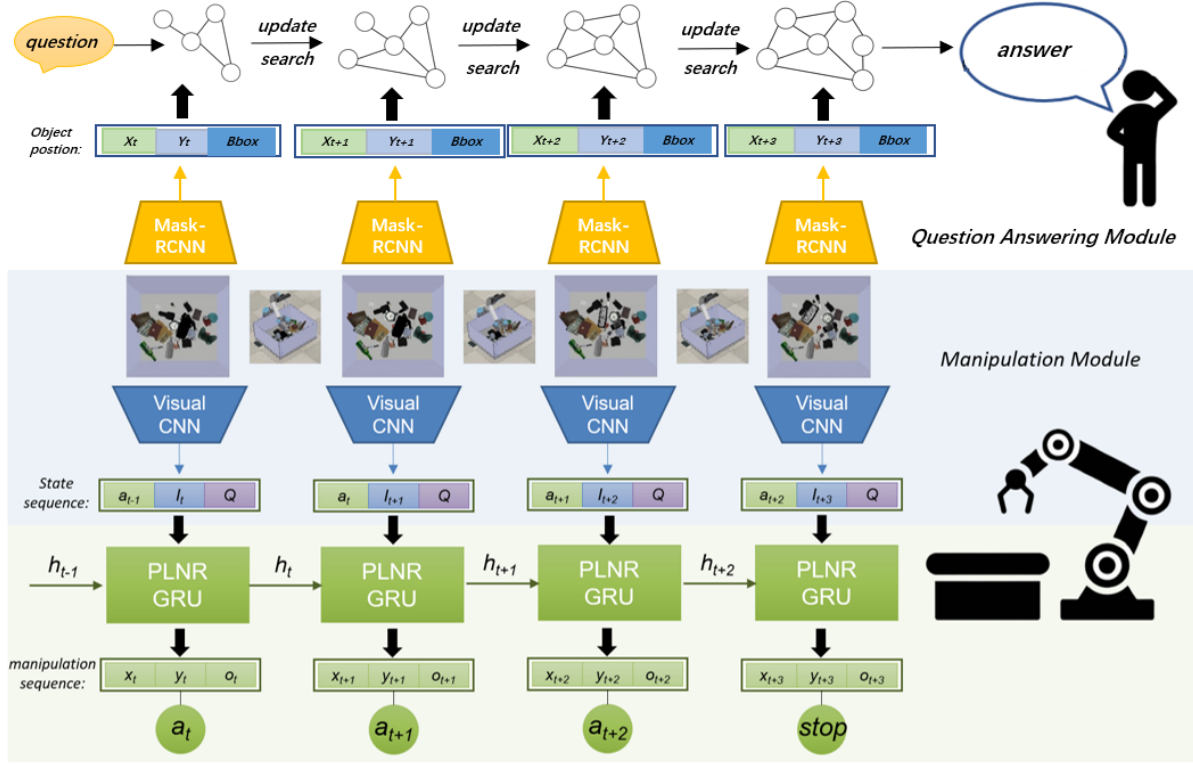 question
update
search
update
search
update
search
answer
Object
postion:
Xt Yt Bbox
Xt+1 Yt+1 Bbox
Xt+2 Yt+2 Bbox
Xt+3 Yt+3 Bbox
Mask-
RCNN
Mask-
RCNN
Mask-
RCNN
Mask-
RCNN
Question Answering Module
Manipulation Module
Visual
CNN
Visual
CNN
Visual
CNN
Visual
CNN
State
sequence:
at-1 It Q
at It+1 Q
at+1 It+2 Q
at+2 It+3 Q
ht-1
PLNR
GRU
ht
PLNR
GRU
ht+1
PLNR
GRU
ht+2
PLNR
GRU
manipulation
sequence:
xt yt ot
xt+1 yt+1 ot+1
xt+2 yt+2 ot+2
xt+3 yt+3 ot+3
at
at+1
at+2
stop